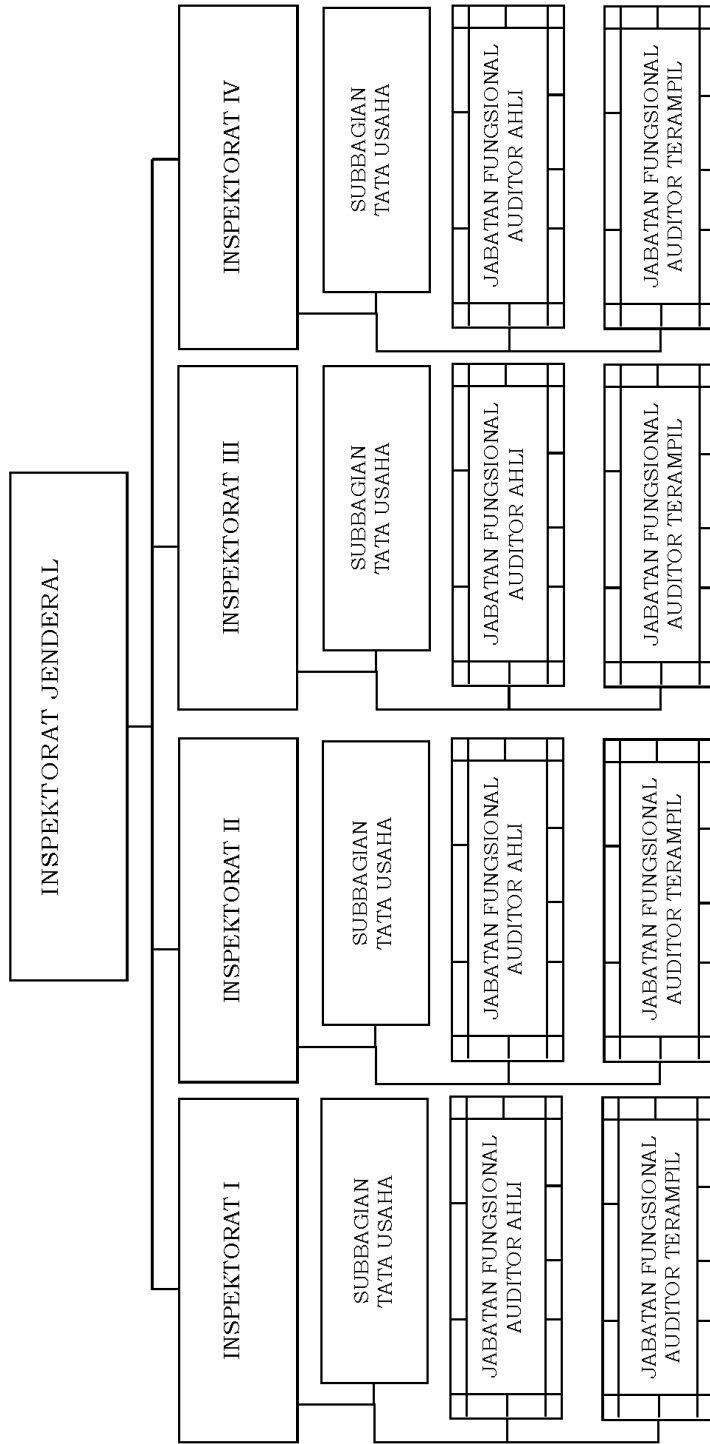 INSPEKTORAT JENDERAL
INSPEKTORAT I
SUBBAGIAN
TATA USAHA
JABATAN FUNGSIONAL
AUDITOR AHLI
JABATAN FUNGSIONAL
AUDITOR TERAMPIL
INSPEKTORAT II
SUBBAGIAN
TATA USAHA
JABATAN FUNGSIONAL
AUDITOR AHLI
JABATAN FUNGSIONAL
AUDITOR TERAMPIL
INSPEKTORAT III
SUBBAGIAN
TATA USAHA
JABATAN FUNGSIONAL
AUDITOR AHLI
JABATAN FUNGSIONAL
AUDITOR TERAMPIL
INSPEKTORAT IV
SUBBAGIAN
TATA USAHA
JABATAN FUNGSIONAL
AUDITOR AHLI
JABATAN FUNGSIONAL
AUDITOR TERAMPIL